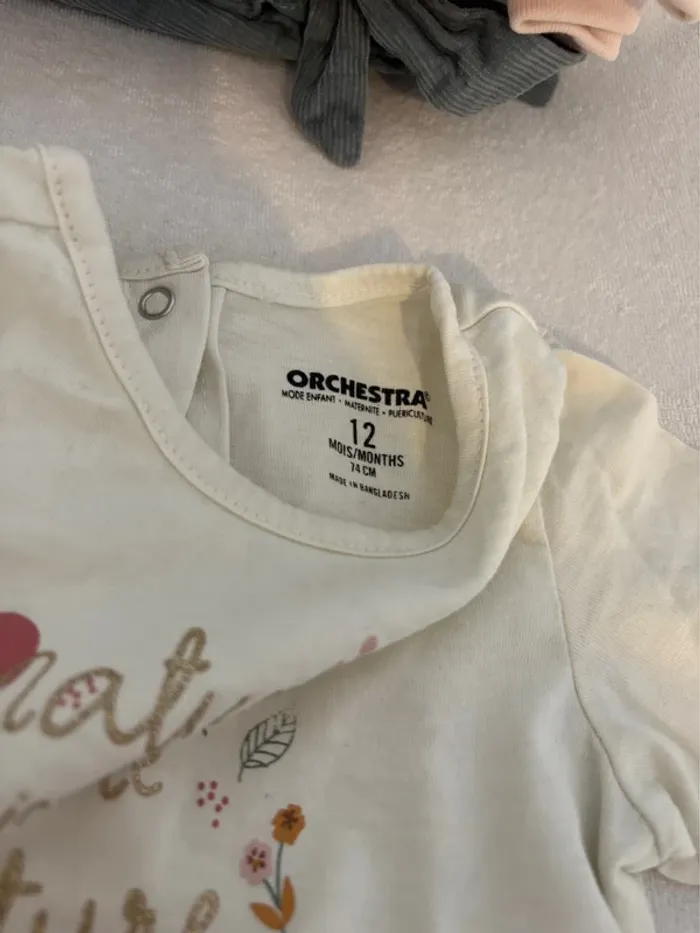 ORCHESTRA
MODE ENFANT • MATERNITE • PUERICULTURE
12
MOIS/MONTHS
74 CM
MADE IN BANGLADESH